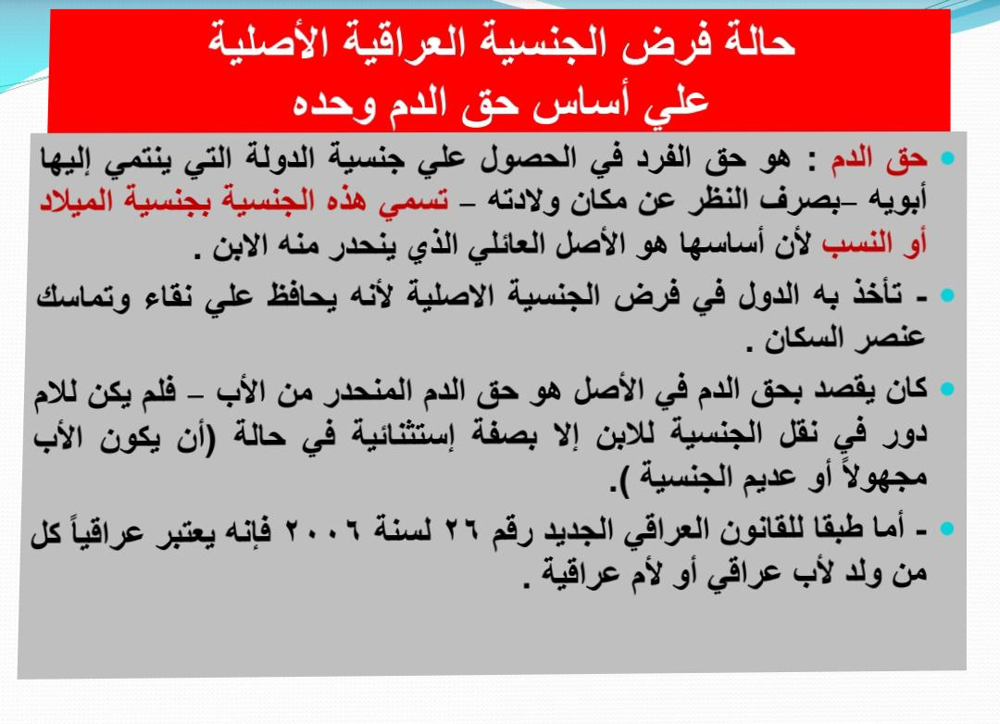 حالة فرض الجنسية العراقية الأصلية
علي أساس حق الدم وحده
• حق الدم : هو حق الفرد في الحصول علي جنسية الدولة التي ينتمي إليها
أبويه –بصرف النظر عن مكان ولادته – تسمي هذه الجنسية بجنسية الميلاد
أو النسب لأن أساسها هو الأصل العائلي الذي ينحدر منه الابن .
• - تأخذ به الدول في فرض الجنسية الاصلية لأنه يحافظ علي نقاء وتماسك
عنصر السكان .
• كان يقصد بحق الدم في الأصل هو حق الدم المنحدر من الأب – فلم يكن للام
دور في نقل الجنسية للابن إلا بصفة إستثنائية في حالة (أن يكون الأب
مجهولاً أو عديم الجنسية ).
• - أما طبقا للقانون العراقي الجديد رقم ٢٦ لسنة ٢٠٠٦ فإنه يعتبر عراقياً كل
من ولد لأب عراقي أو لأم عراقية .